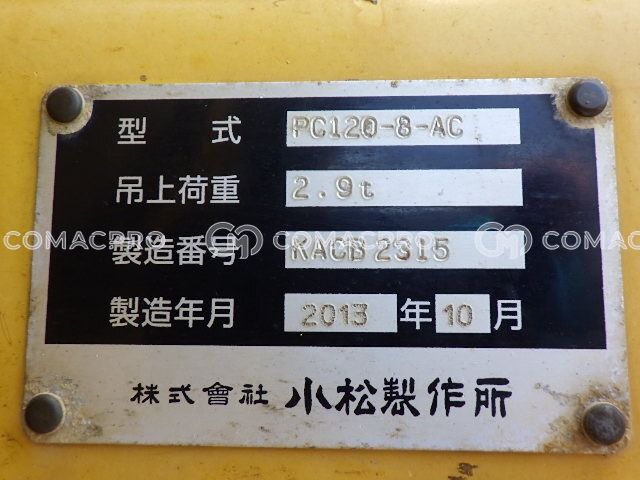 型 式 PC120-8-AC
吊上荷重 2.9t
製造番号 KACB 2315
COMACPRO COMACPRO COMACPRO
製造年月 2013 年 10 月
株式會社 小松製作所